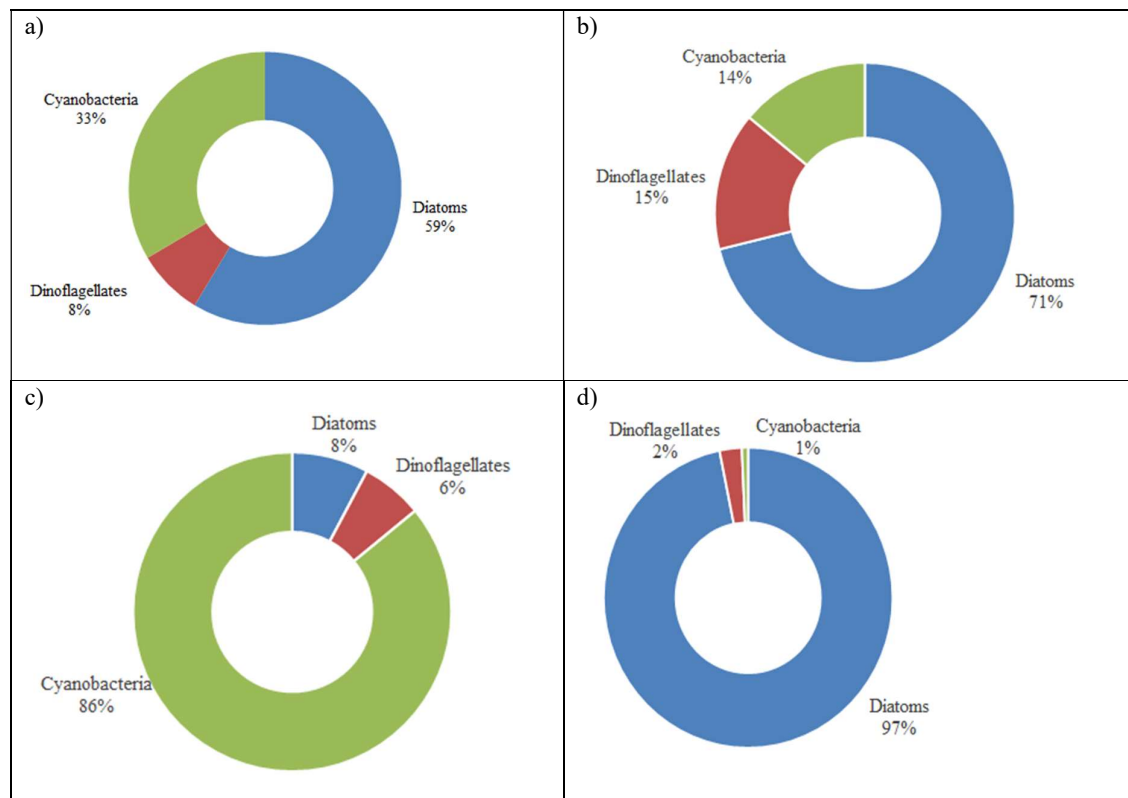 a)
Cyanobacteria
33%
Diatoms
59%
Dinoflagellates
8%
b)
Cyanobacteria
14%
Dinoflagellates
15%
Diatoms
71%
c)
Diatoms
8%
Dinoflagellates
6%
Cyanobacteria
86%
d)
Dinoflagellates
2%
Cyanobacteria
1%
Diatoms
97%